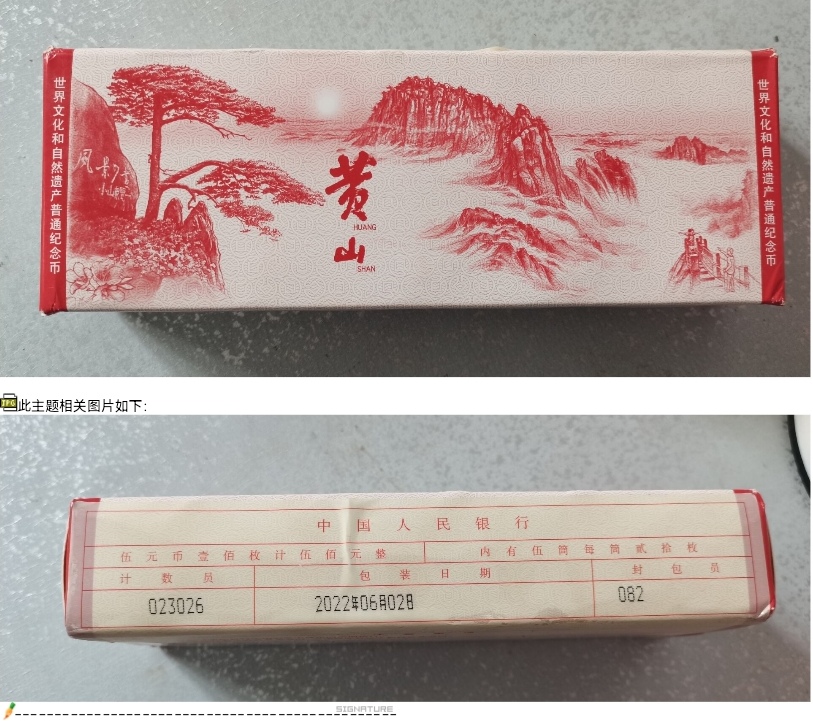 世界文化和自然遗产普通纪念币
黄
HUANG
山
SHAN
世界文化和自然遗产普通纪念币
此主题相关图片如下：
中国人民银行
伍元币壹佰枚计伍佰元整 内有伍筒每筒贰拾枚
计数员 包装日期 封包员
023026 2022年06月02日 082
SIGNATURE